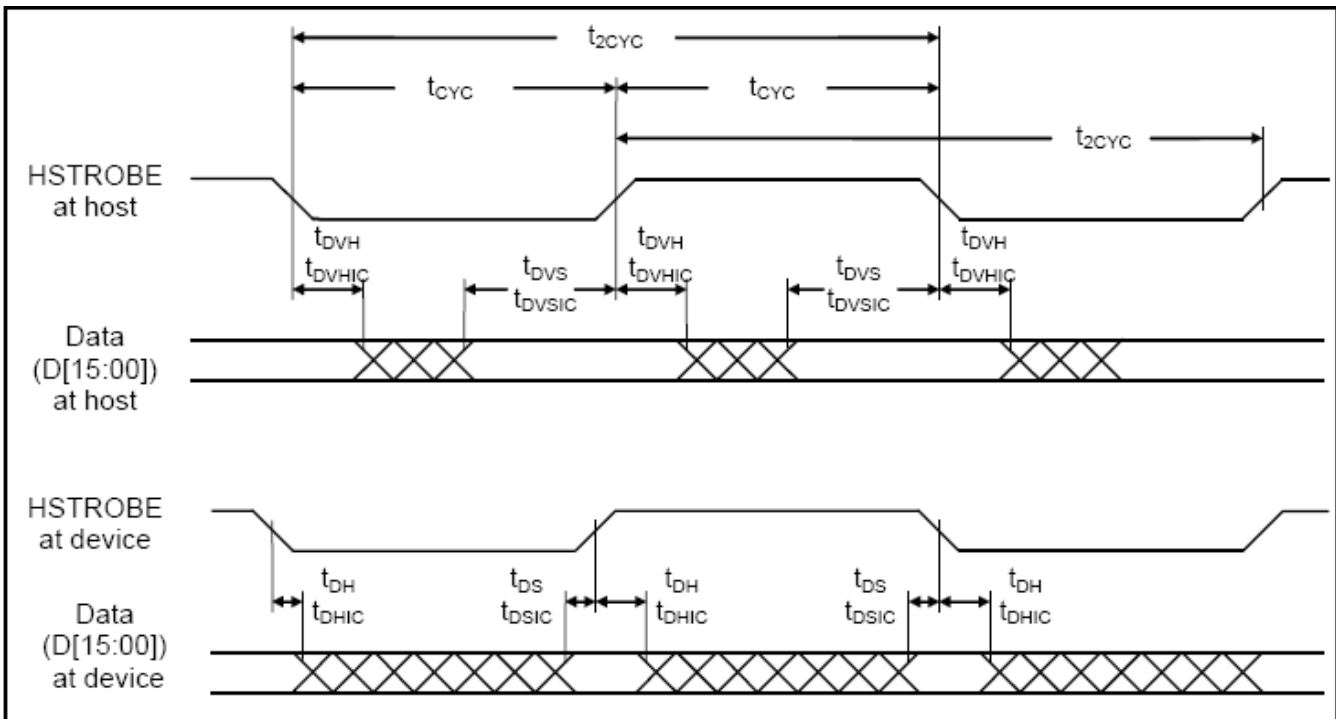 t2CYC
tCYC tCYC
t2CYC
HSTROBE
at host
tDVH tDVH tDVH
tDVHIC tDVS tDVHIC tDVS tDVHIC
tDVSIC tDVSIC
Data
(D[15:00])
at host
HSTROBE
at device
tDH tDS tDH tDS tDH
tDHIC tDSIC tDHIC tDSIC tDHIC
Data
(D[15:00])
at device